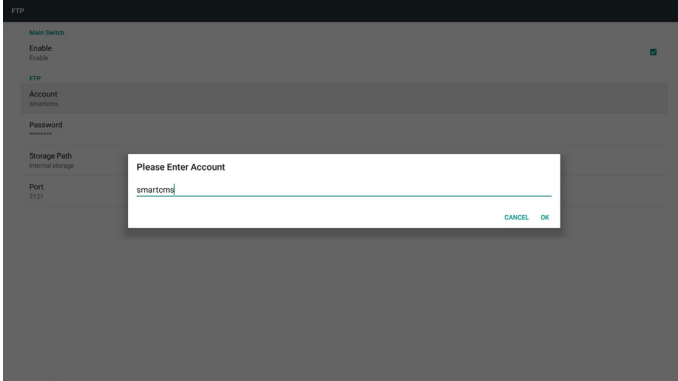 FTP
Main Switch
Enable
Enable
FTP
Account
smartcms
Password
********
Storage Path
Internal storage
Port
2121
Please Enter Account
smartcms
CANCEL OK